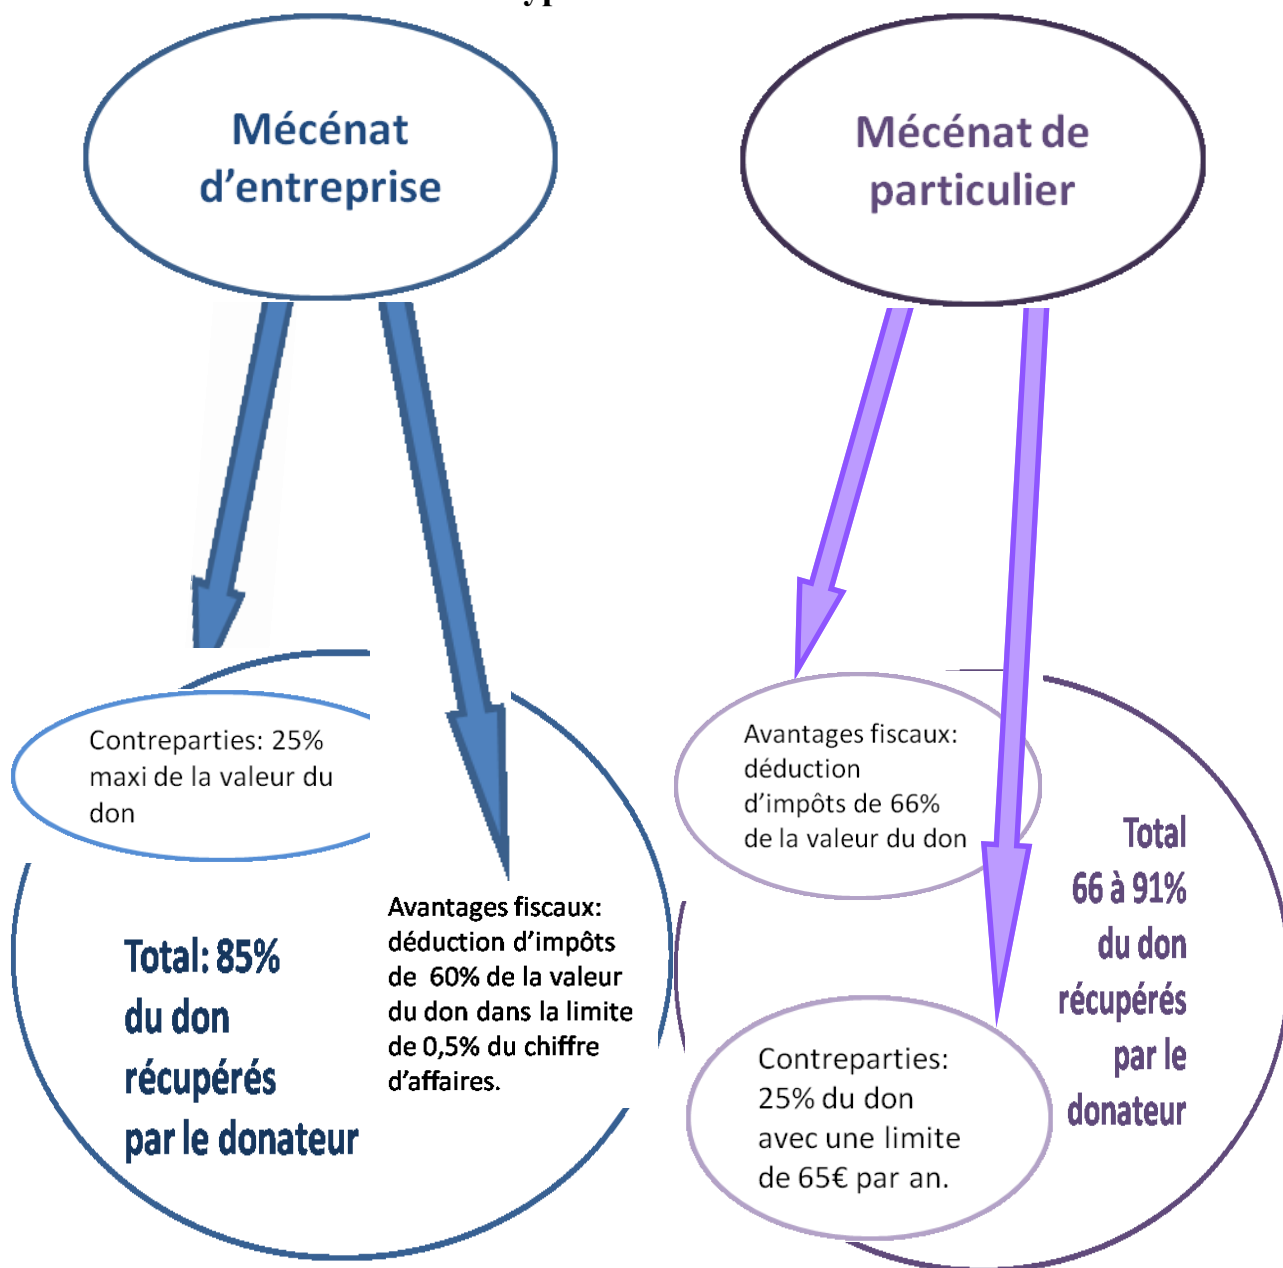 Mécénat
d'entreprise
Mécénat de
particulier
Contreparties: 25%
maxi de la valeur du
don
Avantages fiscaux:
déduction d'impôts
de 60% de la valeur
du don dans la limite
de 0,5% du chiffre
d'affaires.
Total: 85%
du don
récupérés
par le donateur
Avantages fiscaux:
déduction
d'impôts de 66%
de la valeur du don
Contreparties:
25% du don
avec une limite
de 65€ par an.
Total
66 à 91%
du don
récupérés
par le
donateur